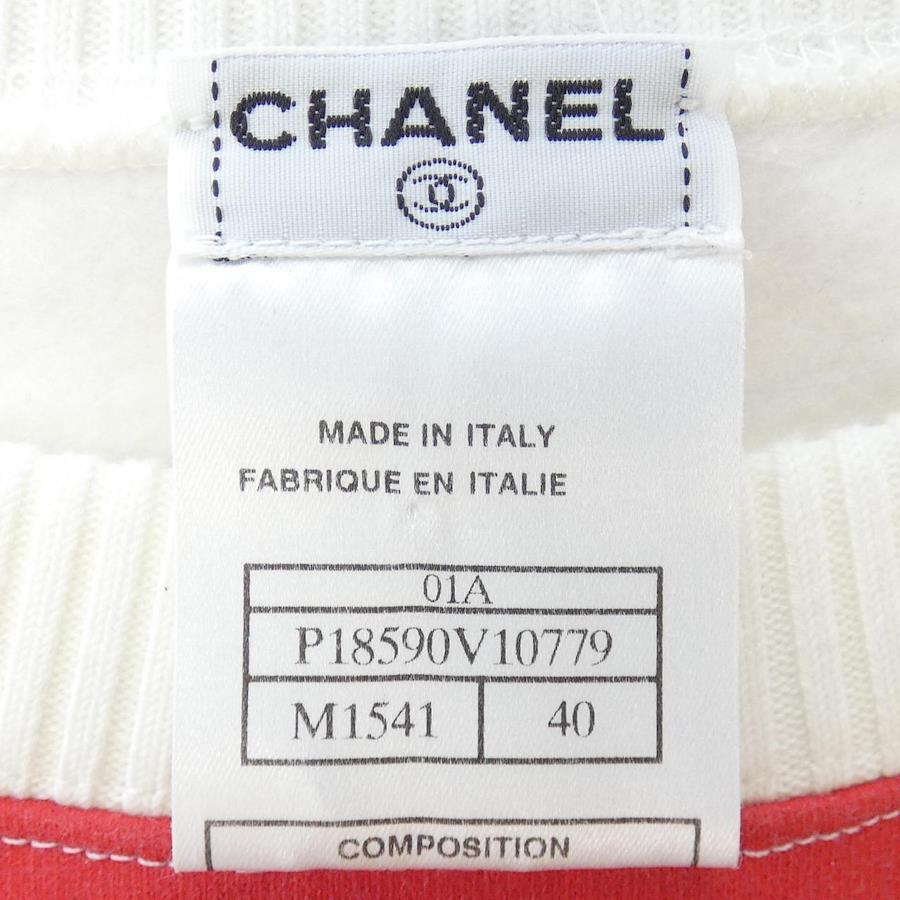 CHANEL
MADE IN ITALY
FABRIQUE EN ITALIE
01A
P18590V10779
M1541 40
COMPOSITION